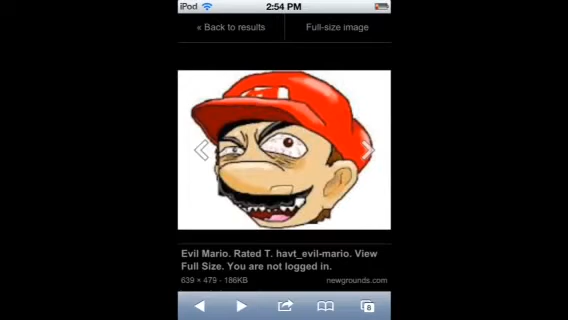 iPod 2:54 PM
« Back to results Full-size image
Evil Mario. Rated T. havt_evil-mario. View
Full Size. You are not logged in.
639 × 479 - 186KB newgrounds.com
8